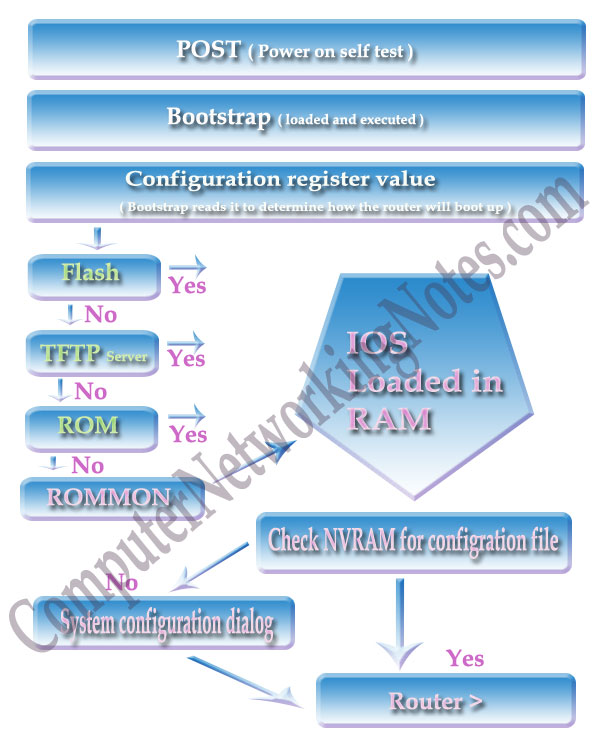 POST ( Power on self test )
Bootstrap ( loaded and executed )
Configuration register value
( Bootstrap reads it to determine how the router will boot up )
Flash
Yes
No
TFTP Server
Yes
No
ROM
Yes
No
ROMMON
IOS
Loaded in
RAM
Check NVRAM for configration file
No
System configuration dialog
Yes
Router >
ComputerNetworkingNotes.com